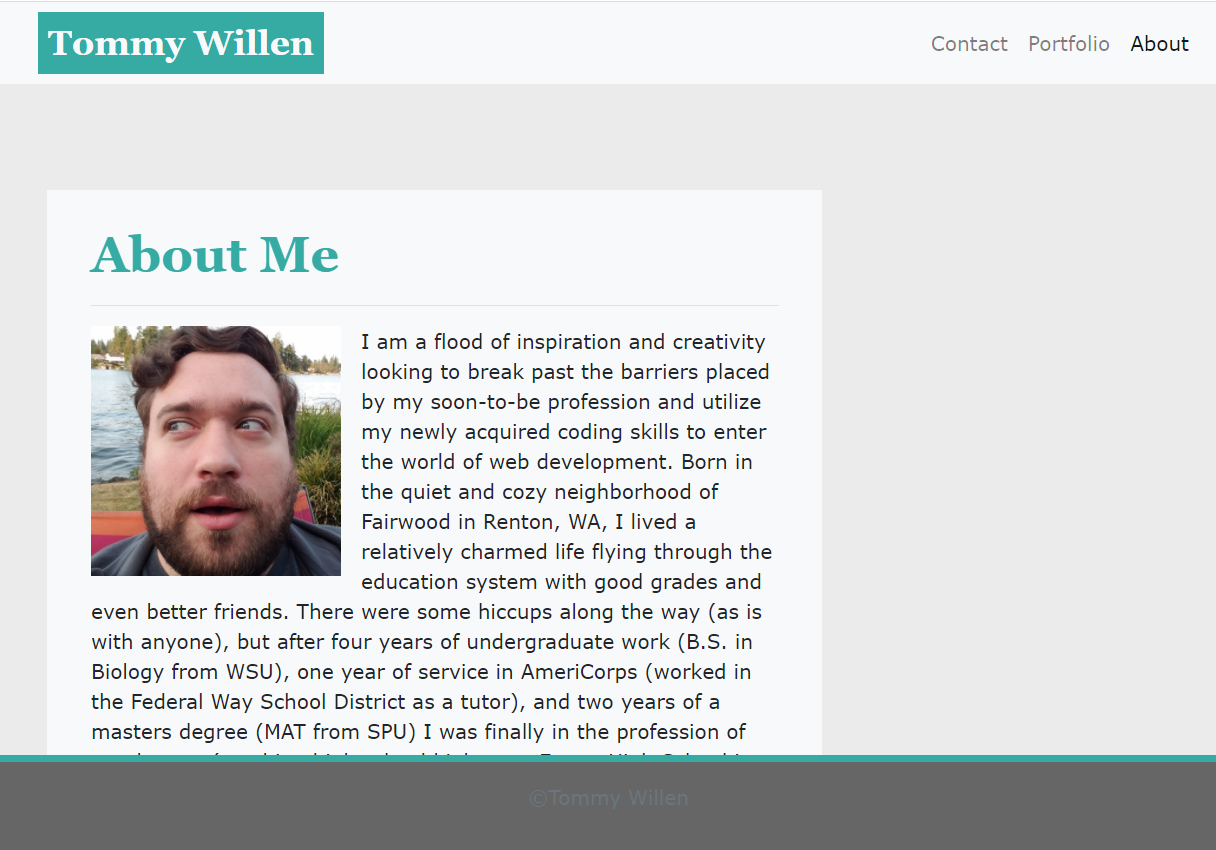 Tommy Willen
Contact Portfolio About
About Me
I am a flood of inspiration and creativity
looking to break past the barriers placed
by my soon-to-be profession and utilize
my newly acquired coding skills to enter
the world of web development. Born in
the quiet and cozy neighborhood of
Fairwood in Renton, WA, I lived a
relatively charmed life flying through the
education system with good grades and
even better friends. There were some hiccups along the way (as is
with anyone), but after four years of undergraduate work (B.S. in
Biology from WSU), one year of service in AmeriCorps (worked in
the Federal Way School District as a tutor), and two years of a
masters degree (MAT from SPU) I was finally in the profession of
©Tommy Willen